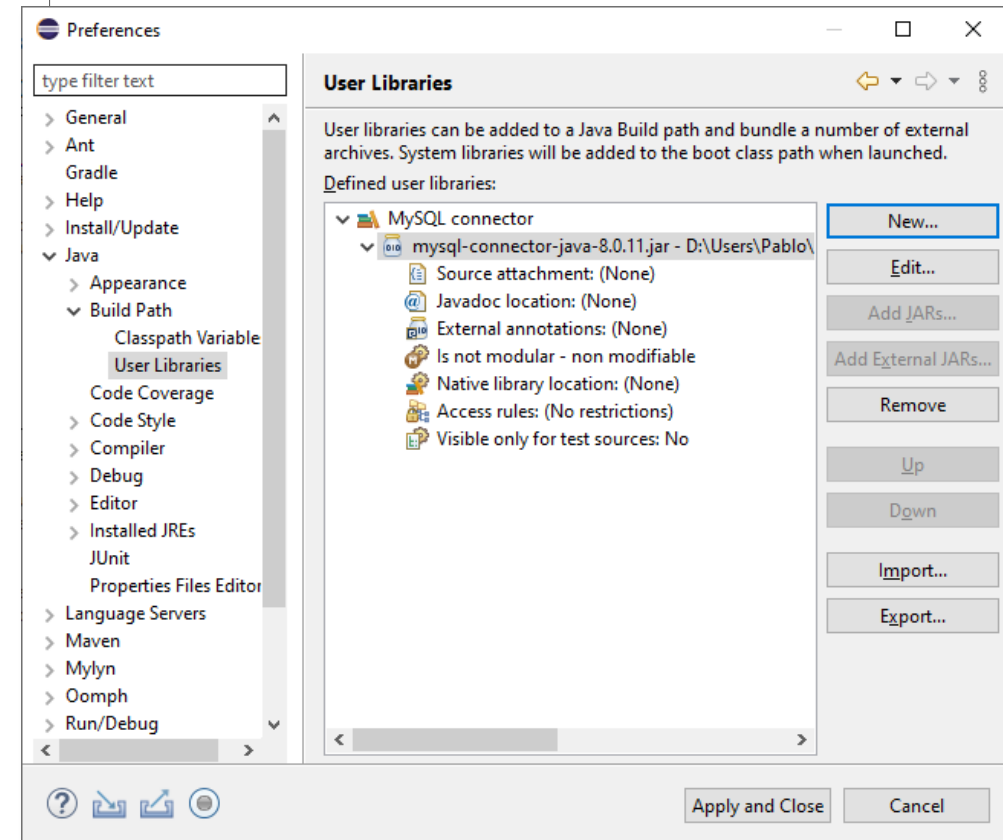 Preferences
type filter text
General
Ant
Gradle
Help
Install/Update
Java
Appearance
Build Path
Classpath Variable
User Libraries
Code Coverage
Code Style
Compiler
Debug
Editor
Installed JREs
JUnit
Properties Files Editor
Language Servers
Maven
Mylyn
Oomph
Run/Debug
User Libraries
User libraries can be added to a Java Build path and bundle a number of external
archives. System libraries will be added to the boot class path when launched.
Defined user libraries:
MySQL connector
mysql-connector-java-8.0.11.jar - D:\Users\Pablo\
Source attachment: (None)
Javadoc location: (None)
External annotations: (None)
Is not modular - non modifiable
Native library location: (None)
Access rules: (No restrictions)
Visible only for test sources: No
New...
Edit...
Add JARs...
Add External JARs...
Remove
Up
Down
Import...
Export...
Apply and Close
Cancel